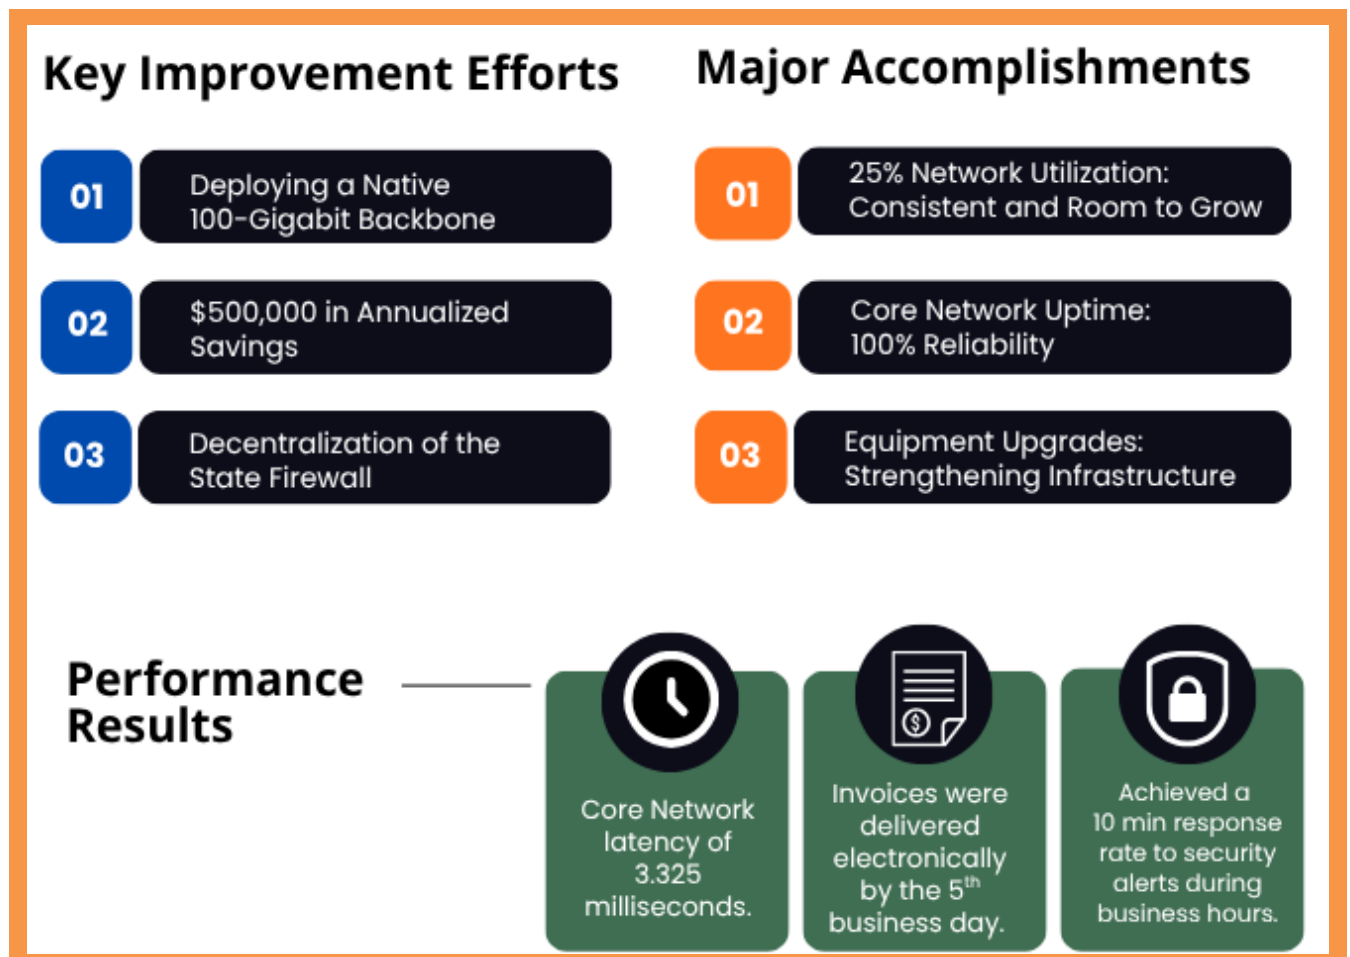 Key Improvement Efforts
01
Deploying a Native
100-Gigabit Backbone
02
$500,000 in Annualized
Savings
03
Decentralization of the
State Firewall
Major Accomplishments
01
25% Network Utilization:
Consistent and Room to Grow
02
Core Network Uptime:
100% Reliability
03
Equipment Upgrades:
Strengthening Infrastructure
Performance
Results
Core Network
latency of
3.325
milliseconds.
$
Invoices were
delivered
electronically
by the 5th
business day.
Achieved a
10 min response
rate to security
alerts during
business hours.